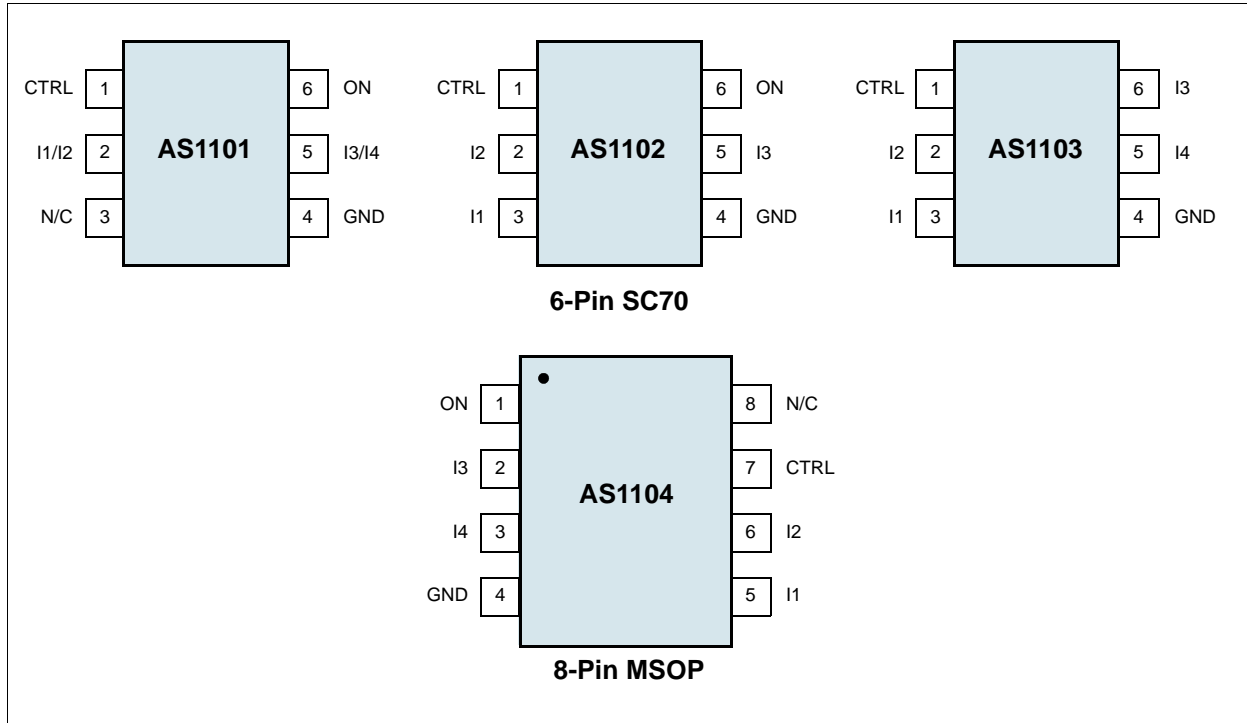 CTRL 1 6 ON CTRL 1 6 ON CTRL 1 6 I3
I1/I2 2 AS1101 5 I3/I4 I2 2 AS1102 5 I3 I2 2 AS1103 5 I4
N/C 3 4 GND I1 3 4 GND I1 3 4 GND
6-Pin SC70
ON 1 8 N/C
I3 2 7 CTRL
AS1104
I4 3 6 I2
GND 4 5 I1
8-Pin MSOP